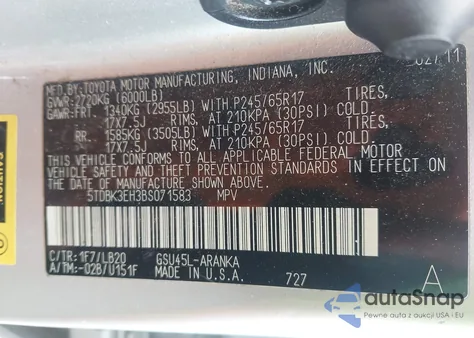 02/11
MFD.BY:TOYOTA MOTOR MANUFACTURING, INDIANA, INC.
GVWR:2720KG (6000LB)
GAWR:FRT. 1340KG (2955LB) WITH P245/65R17 TIRES,
17X7.5J RIMS, AT 210KPA (30PSI) COLD.
RR. 1585KG (3505LB) WITH P245/65R17 TIRES,
17X7.5J RIMS, AT 210KPA (30PSI) COLD.
THIS VEHICLE CONFORMS TO ALL APPLICABLE FEDERAL MOTOR
VEHICLE SAFETY AND THEFT PREVENTION STANDARDS IN EFFECT ON
THE DATE OF MANUFACTURE SHOWN ABOVE.
5TDBK3EH3BS071583 MPV
C/TR:1F7/LB20 GSU45L-ARANKA
A/TM:-02B/U151F MADE IN U.S.A. 727 A
autoSnap
Pewne auta z aukcji USA i EU